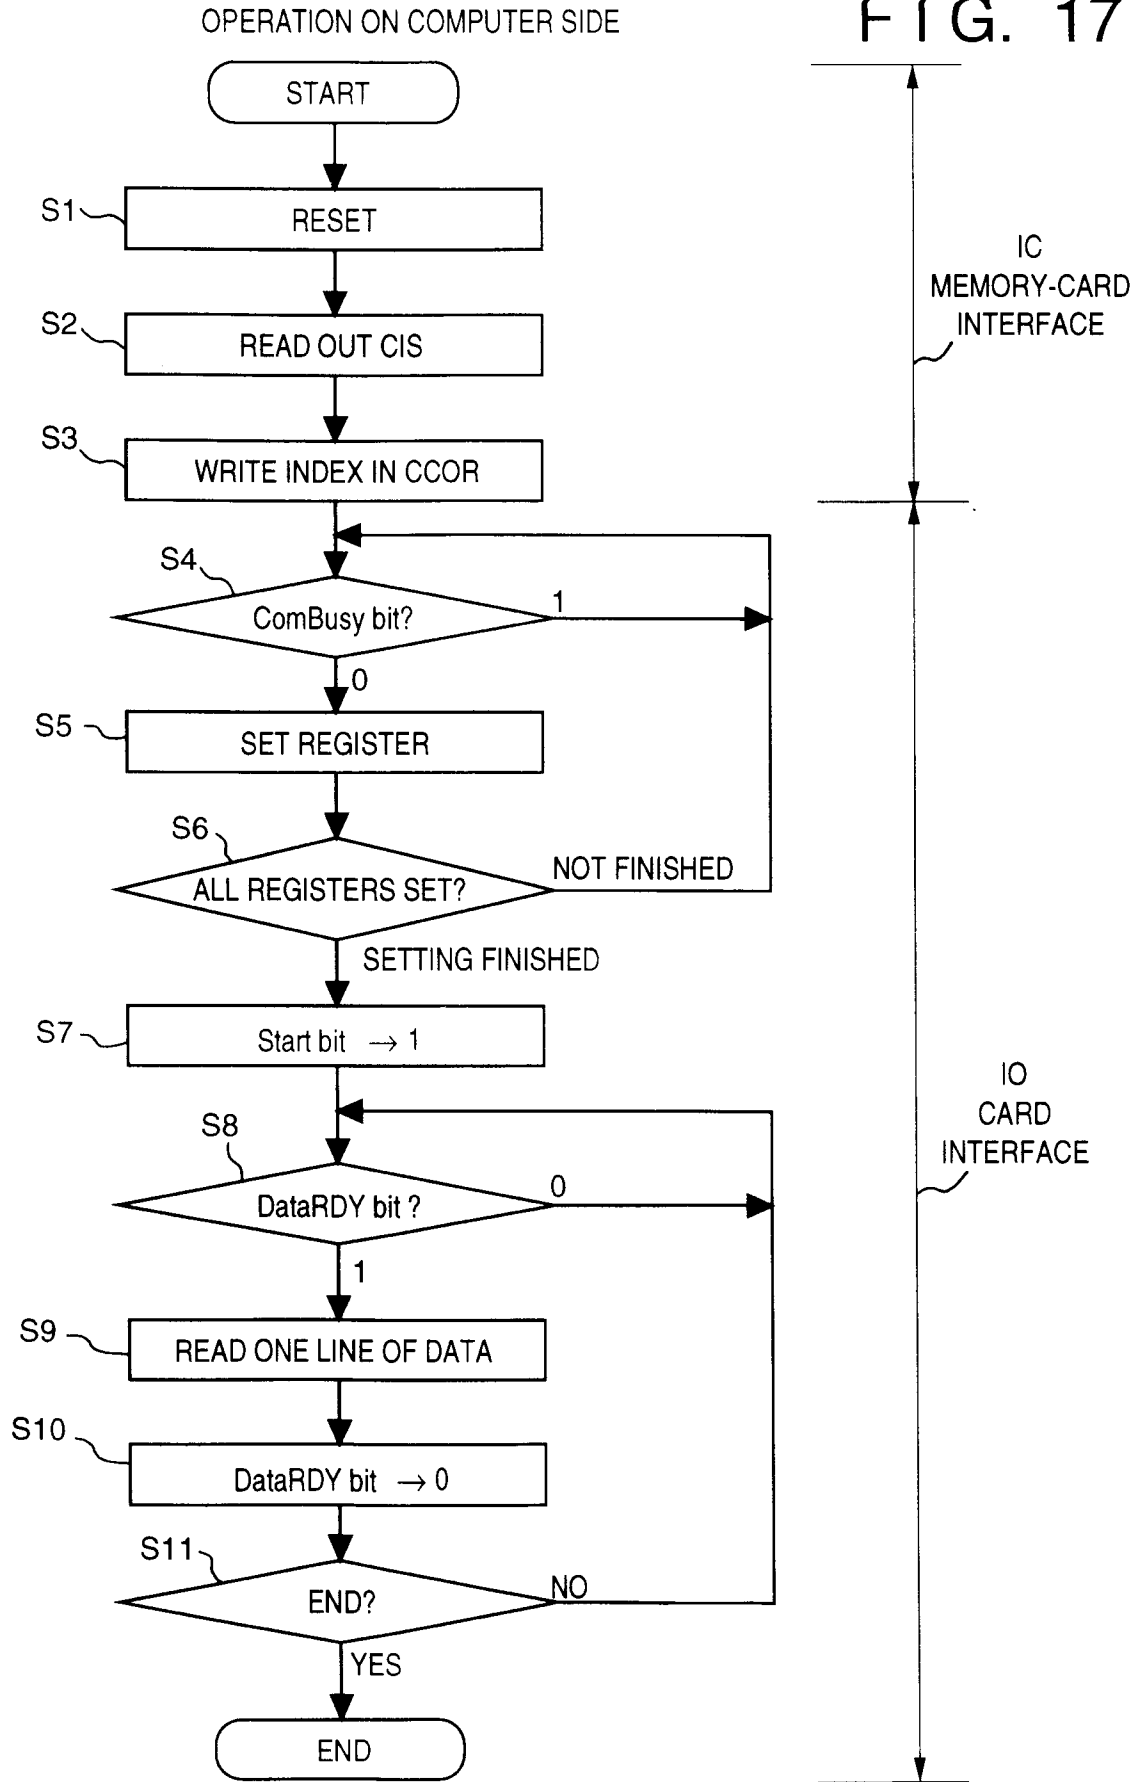 OPERATION ON COMPUTER SIDE
FIG. 17
START
S1
RESET
S2
READ OUT CIS
S3
WRITE INDEX IN CCOR
IC
MEMORY-CARD
INTERFACE
S4
ComBusy bit?
1
0
S5
SET REGISTER
S6
ALL REGISTERS SET?
NOT FINISHED
SETTING FINISHED
S7
Start bit → 1
IO
CARD
INTERFACE
S8
DataRDY bit ?
0
1
S9
READ ONE LINE OF DATA
S10
DataRDY bit → 0
S11
END?
NO
YES
END